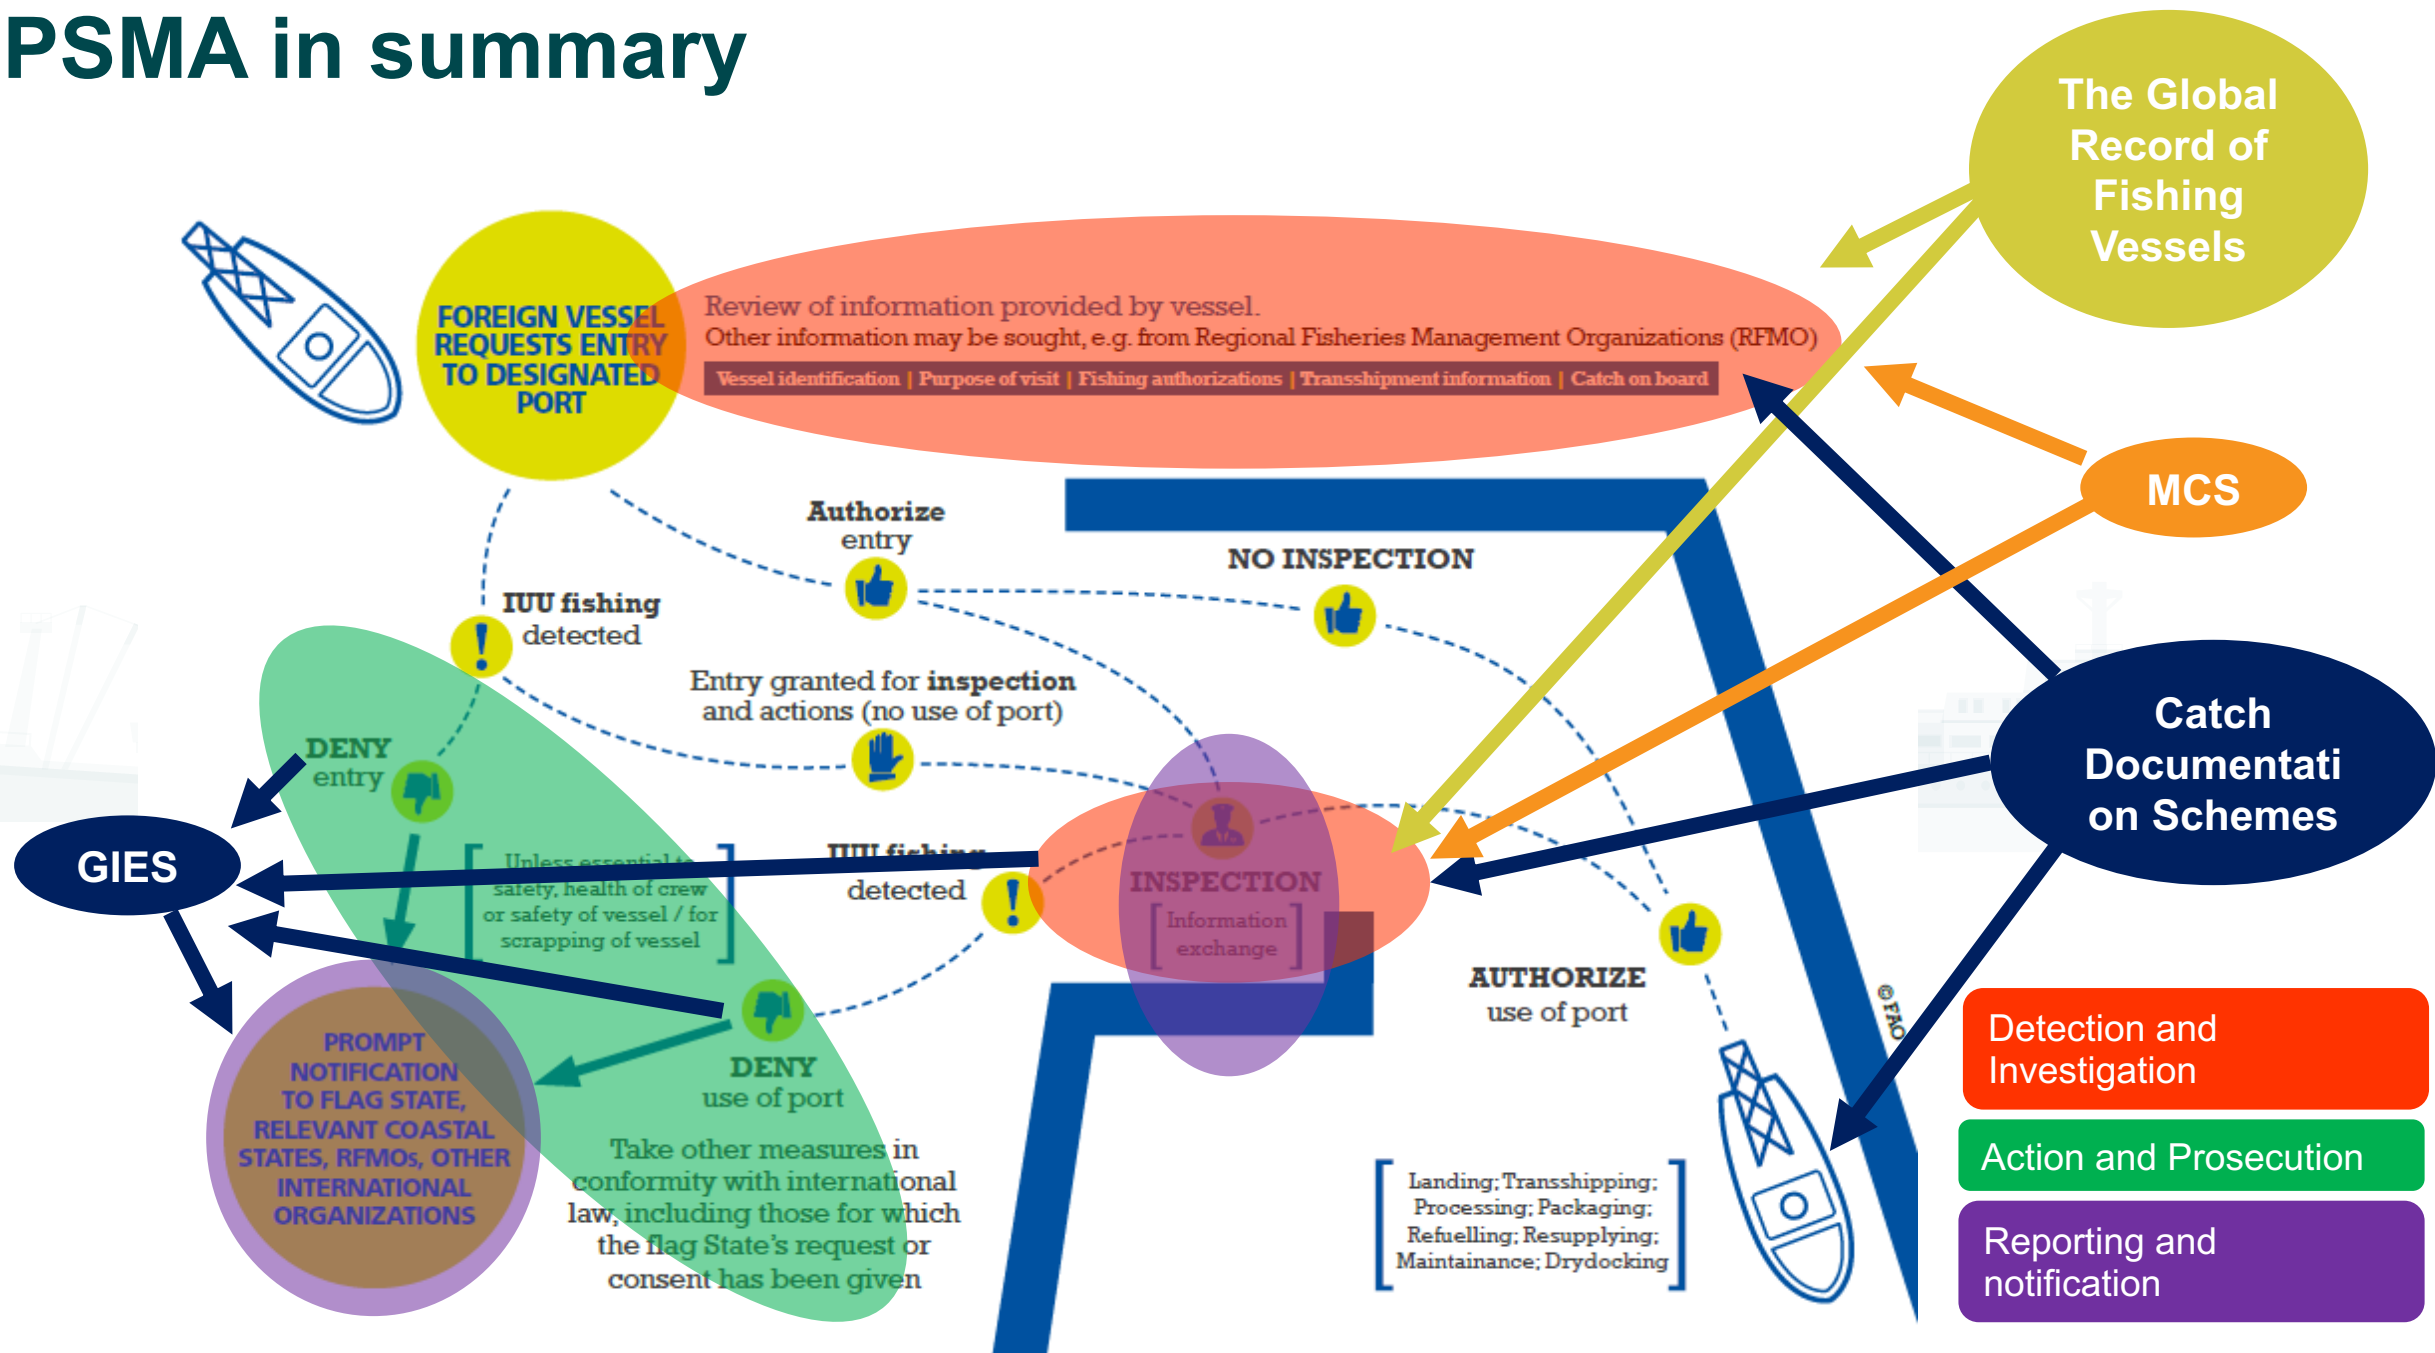 PSMA in summary
The Global
Record of
Fishing
Vessels
FOREIGN VESSEL
REQUESTS ENTRY
TO DESIGNATED
PORT
Review of information provided by vessel.
Other information may be sought, e.g. from Regional Fisheries Management Organizations (RFMO)
Vessel identification | Purpose of visit | Fishing authorizations | Transshipment information | Catch on board
MCS
Authorize
entry
NO INSPECTION
IUU fishing
detected
Entry granted for inspection
and actions (no use of port)
DENY
entry
Catch
Documentati
on Schemes
GIES
Unless essential to
safety, health of crew
or safety of vessel / for
scrapping of vessel
IUU fishing
detected
INSPECTION
Information
exchange
AUTHORIZE
use of port
© FAO
DENY
use of port
PROMPT
NOTIFICATION
TO FLAG STATE,
RELEVANT COASTAL
STATES, RFMOs, OTHER
INTERNATIONAL
ORGANIZATIONS
Take other measures in
conformity with international
law, including those for which
the flag State's request or
consent has been given
Landing; Transshipping;
Processing; Packaging;
Refuelling; Resupplying;
Maintainance; Drydocking
Detection and
Investigation
Action and Prosecution
Reporting and
notification